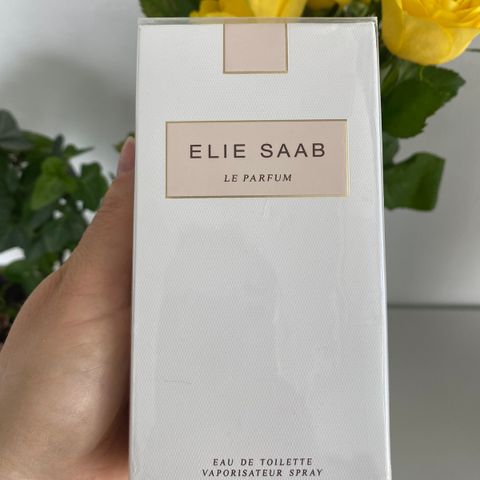 ELIE SAAB
LE PARFUM
EAU DE TOILETTE
VAPORISATEUR SPRAY